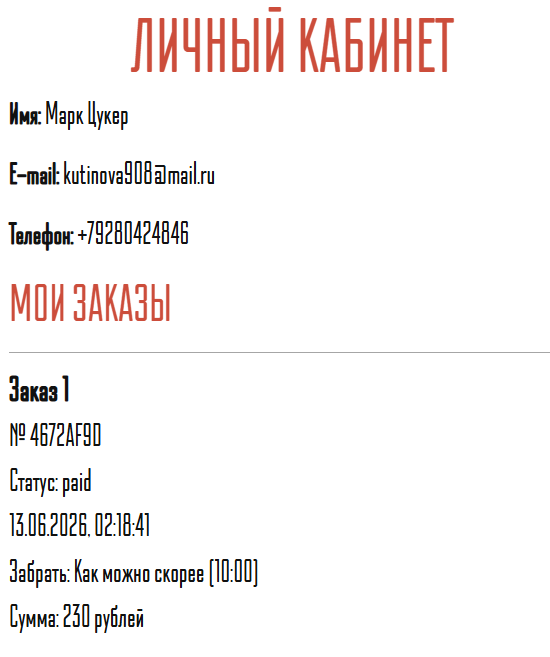 ЛИЧНЫЙ КАБИНЕТ
Имя: Марк Цукер
E-mail: kutinova908@mail.ru
Телефон: +79280424846
МОИ ЗАКАЗЫ
Заказ 1
№ 4672AF9D
Статус: paid
13.06.2026, 02:18:41
Забрать: Как можно скорее (10:00)
Сумма: 230 рублей